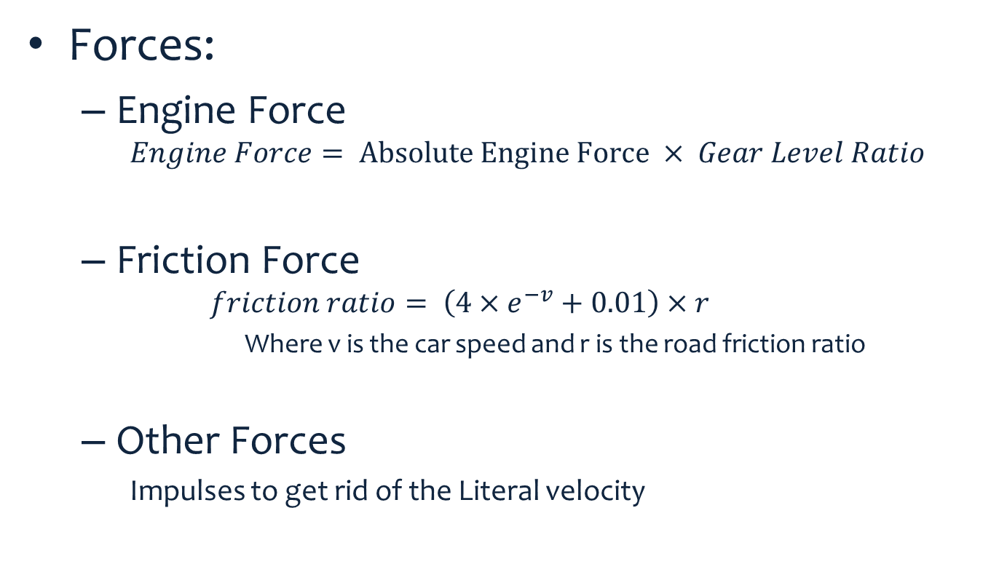 • Forces:
– Engine Force
Engine Force = Absolute Engine Force × Gear Level Ratio
– Friction Force
friction ratio = (4 × e⁻ᵛ + 0.01) × r
Where v is the car speed and r is the road friction ratio
– Other Forces
Impulses to get rid of the Literal velocity